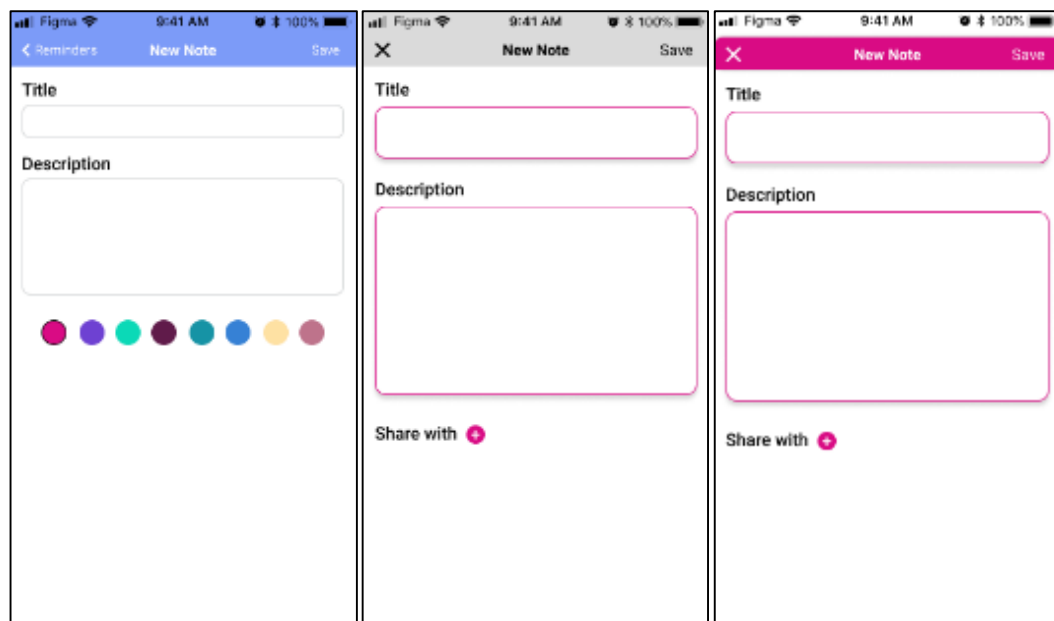 Figma 9:41 AM 100%
Reminders New Note Save
Title
Description
Figma 9:41 AM 100%
New Note Save
Title
Description
Share with
Figma 9:41 AM 100%
New Note Save
Title
Description
Share with